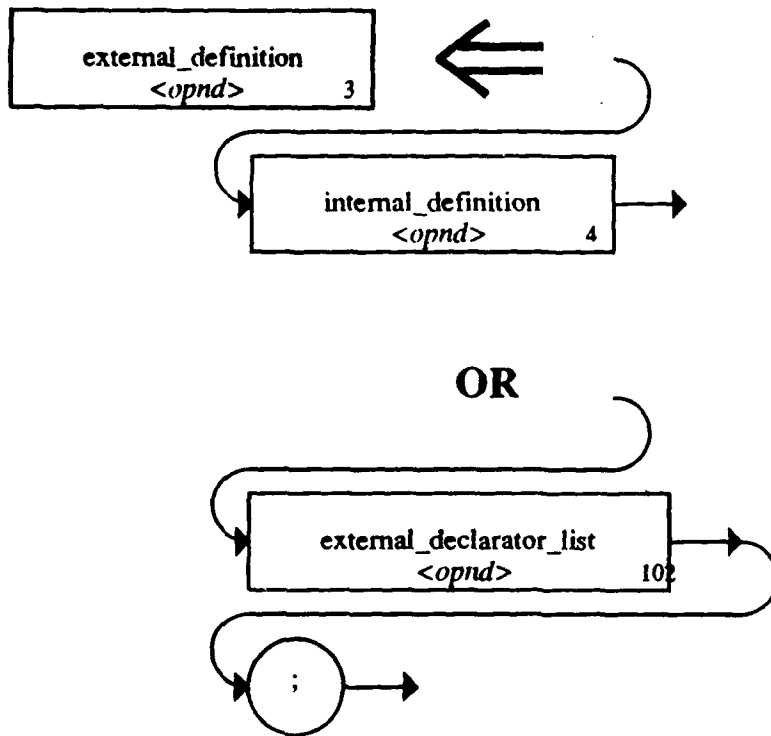 external_definition
<opnd> 3
internal_definition
<opnd> 4
OR
external_declarator_list
<opnd> 102
;